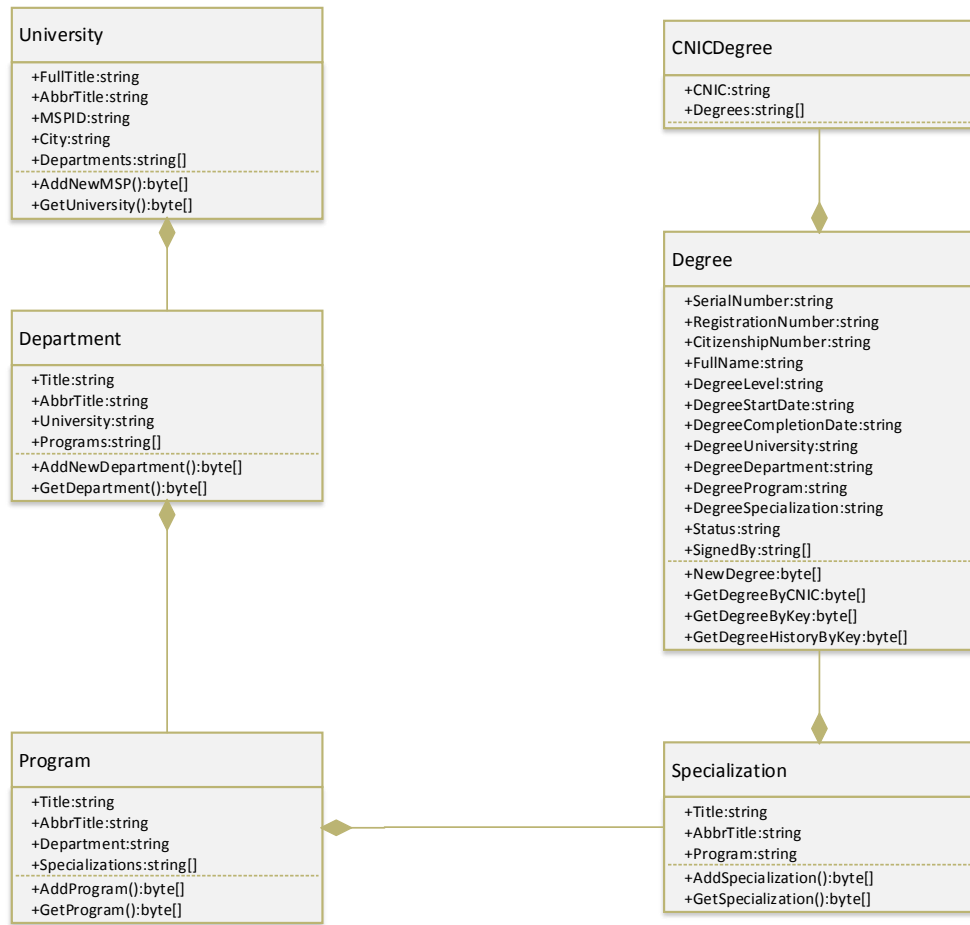 University
+FullTitle:string
+AbbrTitle:string
+MSPID:string
+City:string
+Departments:string[]
+AddNewMSP():byte[]
+GetUniversity():byte[]
Department
+Title:string
+AbbrTitle:string
+University:string
+Programs:string[]
+AddNewDepartment():byte[]
+GetDepartment():byte[]
Program
+Title:string
+AbbrTitle:string
+Department:string
+Specializations:string[]
+AddProgram():byte[]
+GetProgram():byte[]
CNICDegree
+CNIC:string
+Degrees:string[]
Degree
+SerialNumber:string
+RegistrationNumber:string
+CitizenshipNumber:string
+FullName:string
+DegreeLevel:string
+DegreeStartDate:string
+DegreeCompletionDate:string
+DegreeUniversity:string
+DegreeDepartment:string
+DegreeProgram:string
+DegreeSpecialization:string
+Status:string
+SignedBy:string[]
+NewDegree:byte[]
+GetDegreeByCNIC:byte[]
+GetDegreeByKey:byte[]
+GetDegreeHistoryByKey:byte[]
Specialization
+Title:string
+AbbrTitle:string
+Program:string
+AddSpecialization():byte[]
+GetSpecialization():byte[]